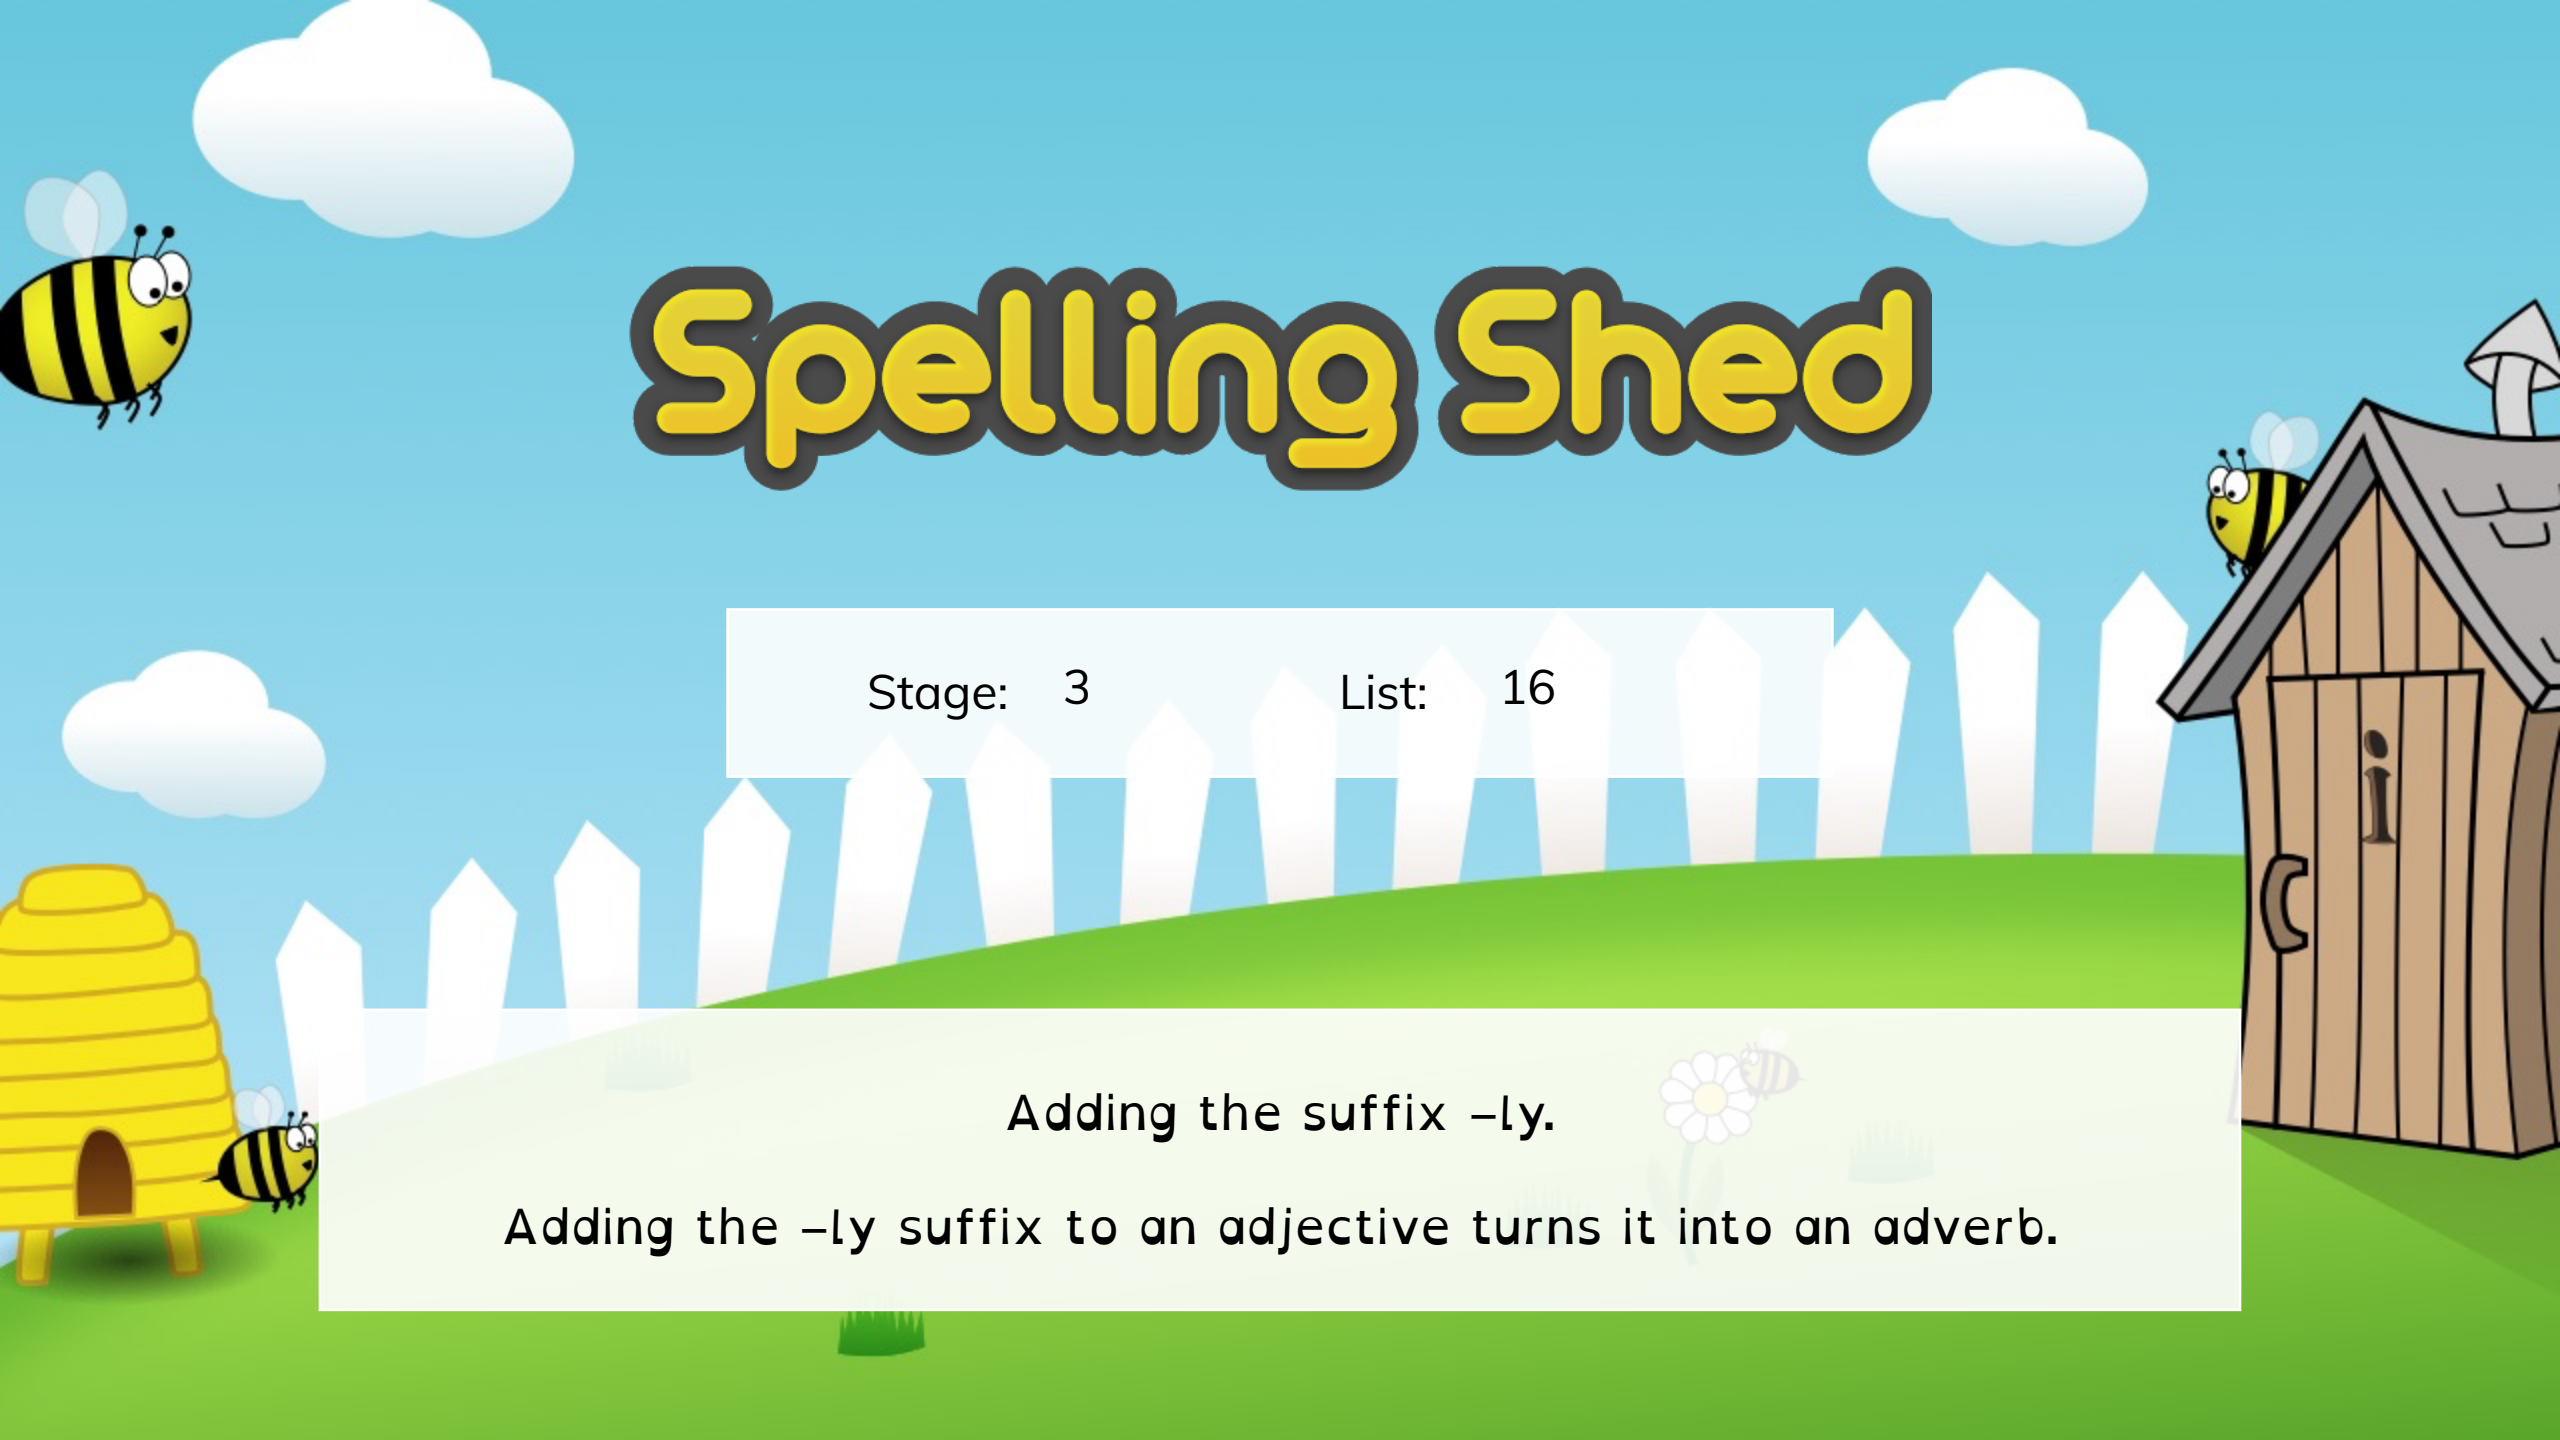 Spelling Shed
Stage: 3 List: 16
i
Adding the suffix –ly.
Adding the –ly suffix to an adjective turns it into an adverb.